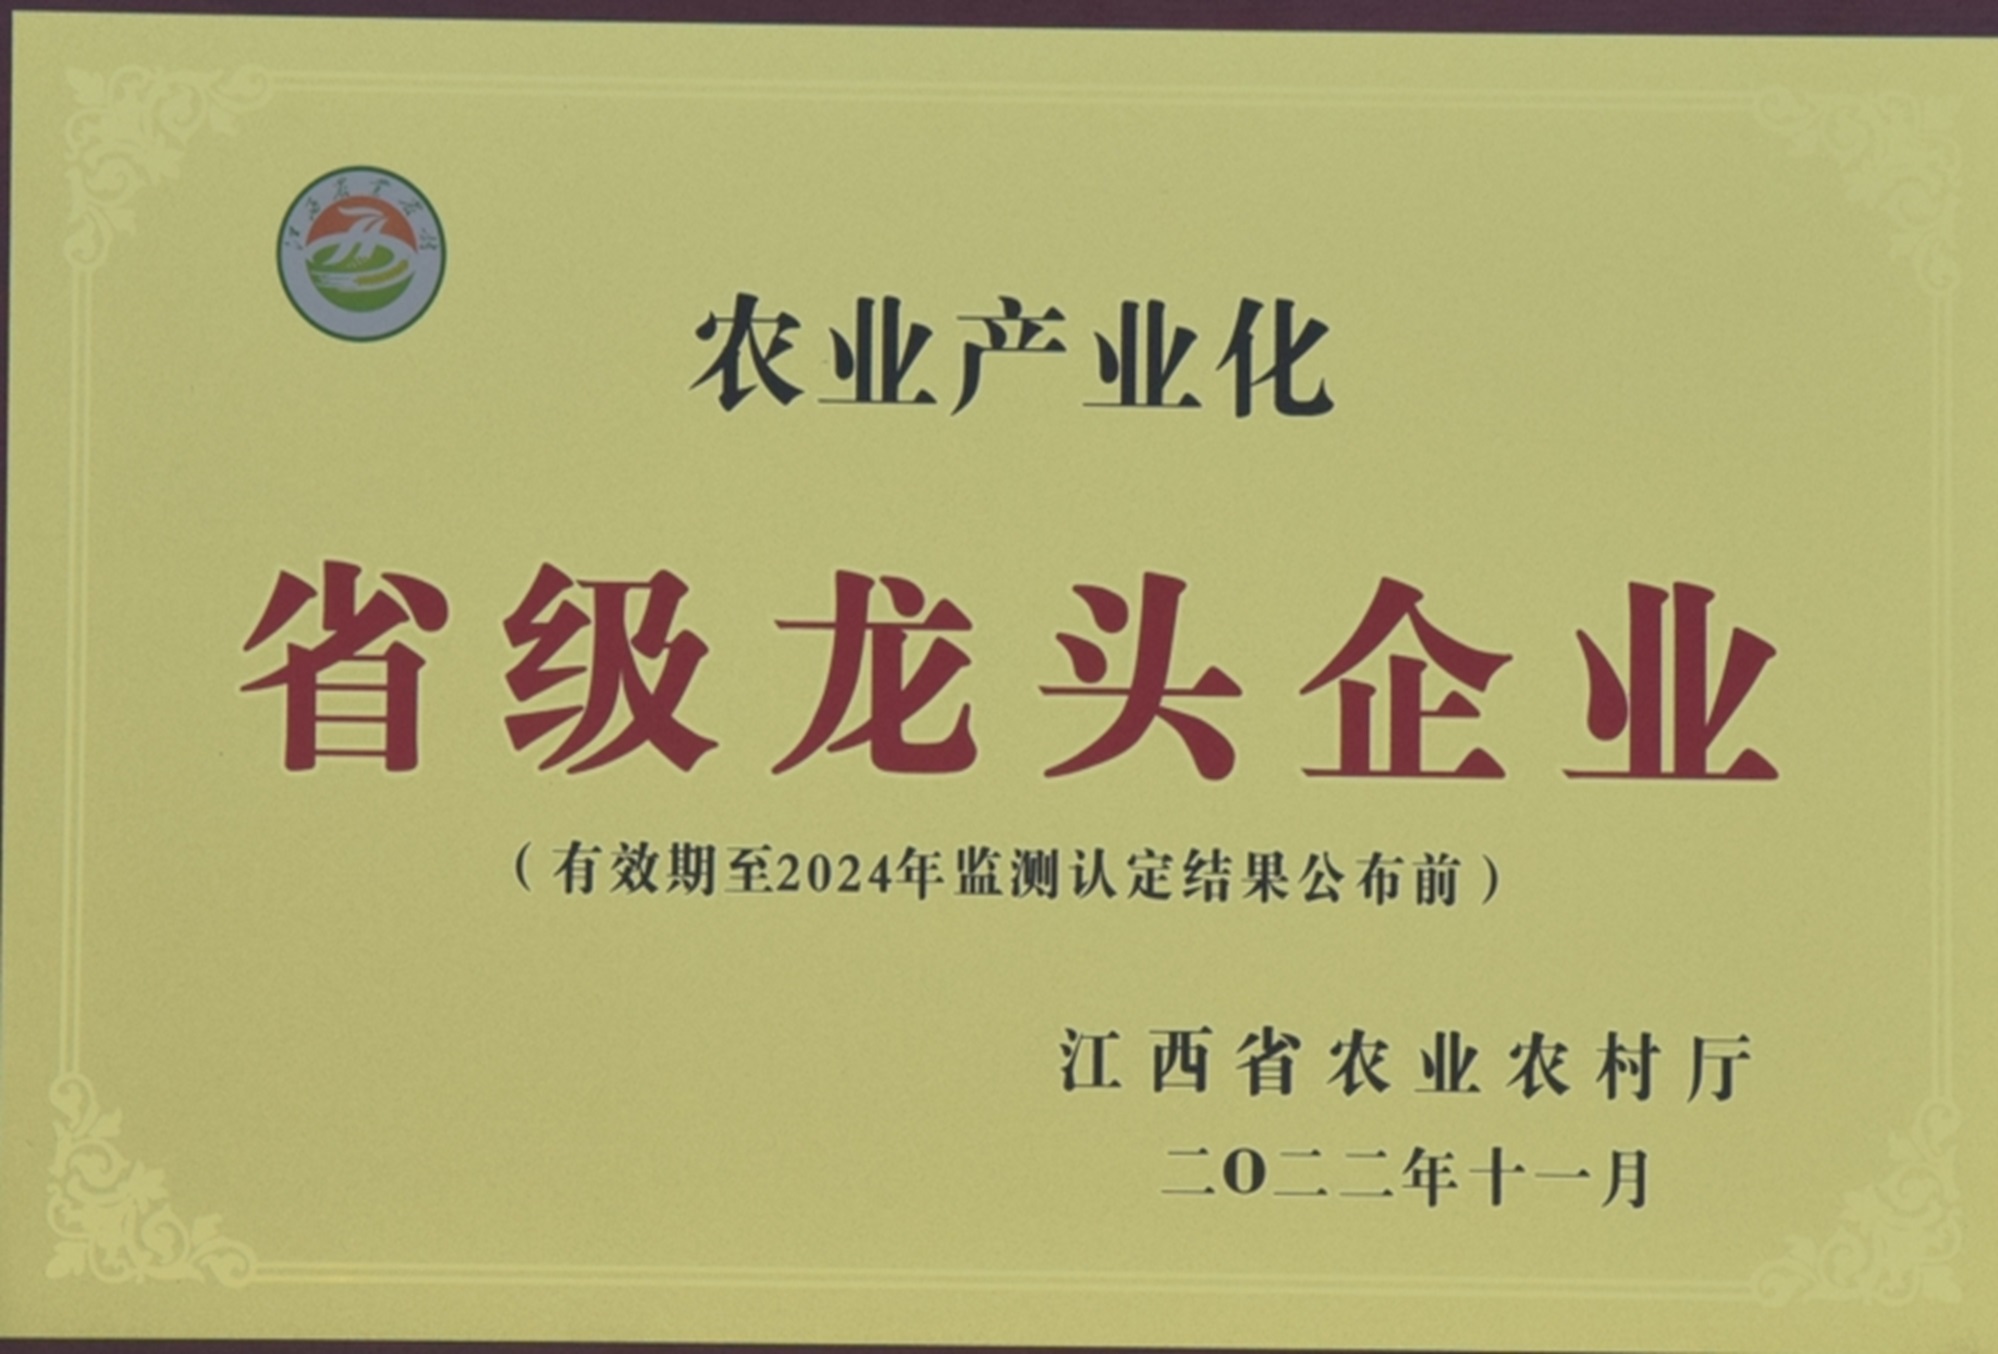 农业产业化
省级龙头企业
（有效期至2024年监测认定结果公布前）
江西省农业农村厅
二〇二二年十一月